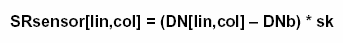 SRsensor[lin,col] = (DN[lin,col] – DNb) * sk